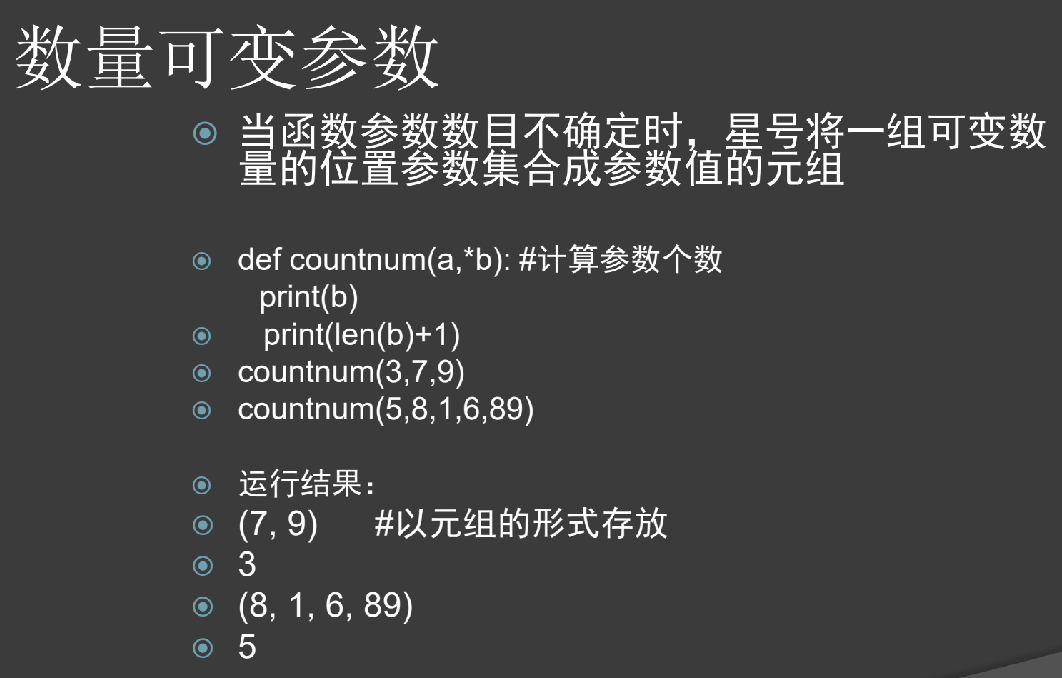 数量可变参数
当函数参数数目不确定时，星号将一组可变数
量的位置参数集合成参数值的元组
def countnum(a,*b): #计算参数个数
print(b)
print(len(b)+1)
countnum(3,7,9)
countnum(5,8,1,6,89)
运行结果：
(7, 9) #以元组的形式存放
3
(8, 1, 6, 89)
5